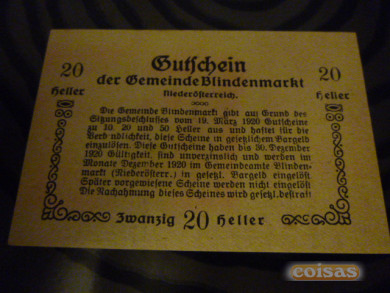 20 Gutschein 20
Heller der Gemeinde Blindenmarkt Heller
Niederösterreich.
Die Gemeinde Blindenmarkt gibt auf Grund des
Sitzungsbeschlusses vom 19. März 1920 Gutscheine
zu 10, 20 und 50 Heller aus und haftet für die
Verbindlichkeit, diese Scheine in gesetzlichem Bargeld
einzulösen. Diese Gutscheine haben bis 30. Dezember
1920 Gültigkeit, sind unverzinslich und werden im
Monate Dezember 1920 im Gemeindeamte Blinden-
markt (Niederösterr.) in gesetzl. Bargeld eingelöst.
Später vorgewiesene Scheine werden nicht eingelöst
Die Nachahmung dieses Scheines wird gesetzl. bestraft
Zwanzig 20 Heller
coisas